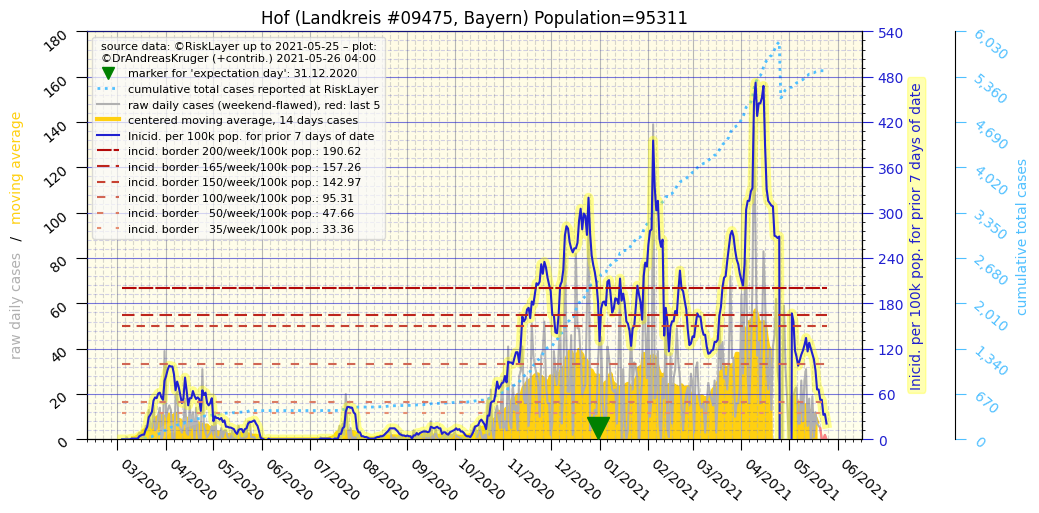 Hof (Landkreis #09475, Bayern) Population=95311
source data: ©RiskLayer up to 2021-05-25 – plot:
©DrAndreasKruger (+contrib.) 2021-05-26 04:00
marker for 'expectation day': 31.12.2020
cumulative total cases reported at RiskLayer
raw daily cases (weekend-flawed), red: last 5
centered moving average, 14 days cases
Inicid. per 100k pop. for prior 7 days of date
incid. border 200/week/100k pop.: 190.62
incid. border 165/week/100k pop.: 157.26
incid. border 150/week/100k pop.: 142.97
incid. border 100/week/100k pop.: 95.31
incid. border 50/week/100k pop.: 47.66
incid. border 35/week/100k pop.: 33.36
raw daily cases / moving average
180
160
140
120
100
80
60
40
20
0
540
480
420
360
300
240
180
120
60
0
Inicid. per 100k pop. for prior 7 days of date
6,030
5,360
4,690
4,020
3,350
2,680
2,010
1,340
670
0
cumulative total cases
03/2020
04/2020
05/2020
06/2020
07/2020
08/2020
09/2020
10/2020
11/2020
12/2020
01/2021
02/2021
03/2021
04/2021
05/2021
06/2021